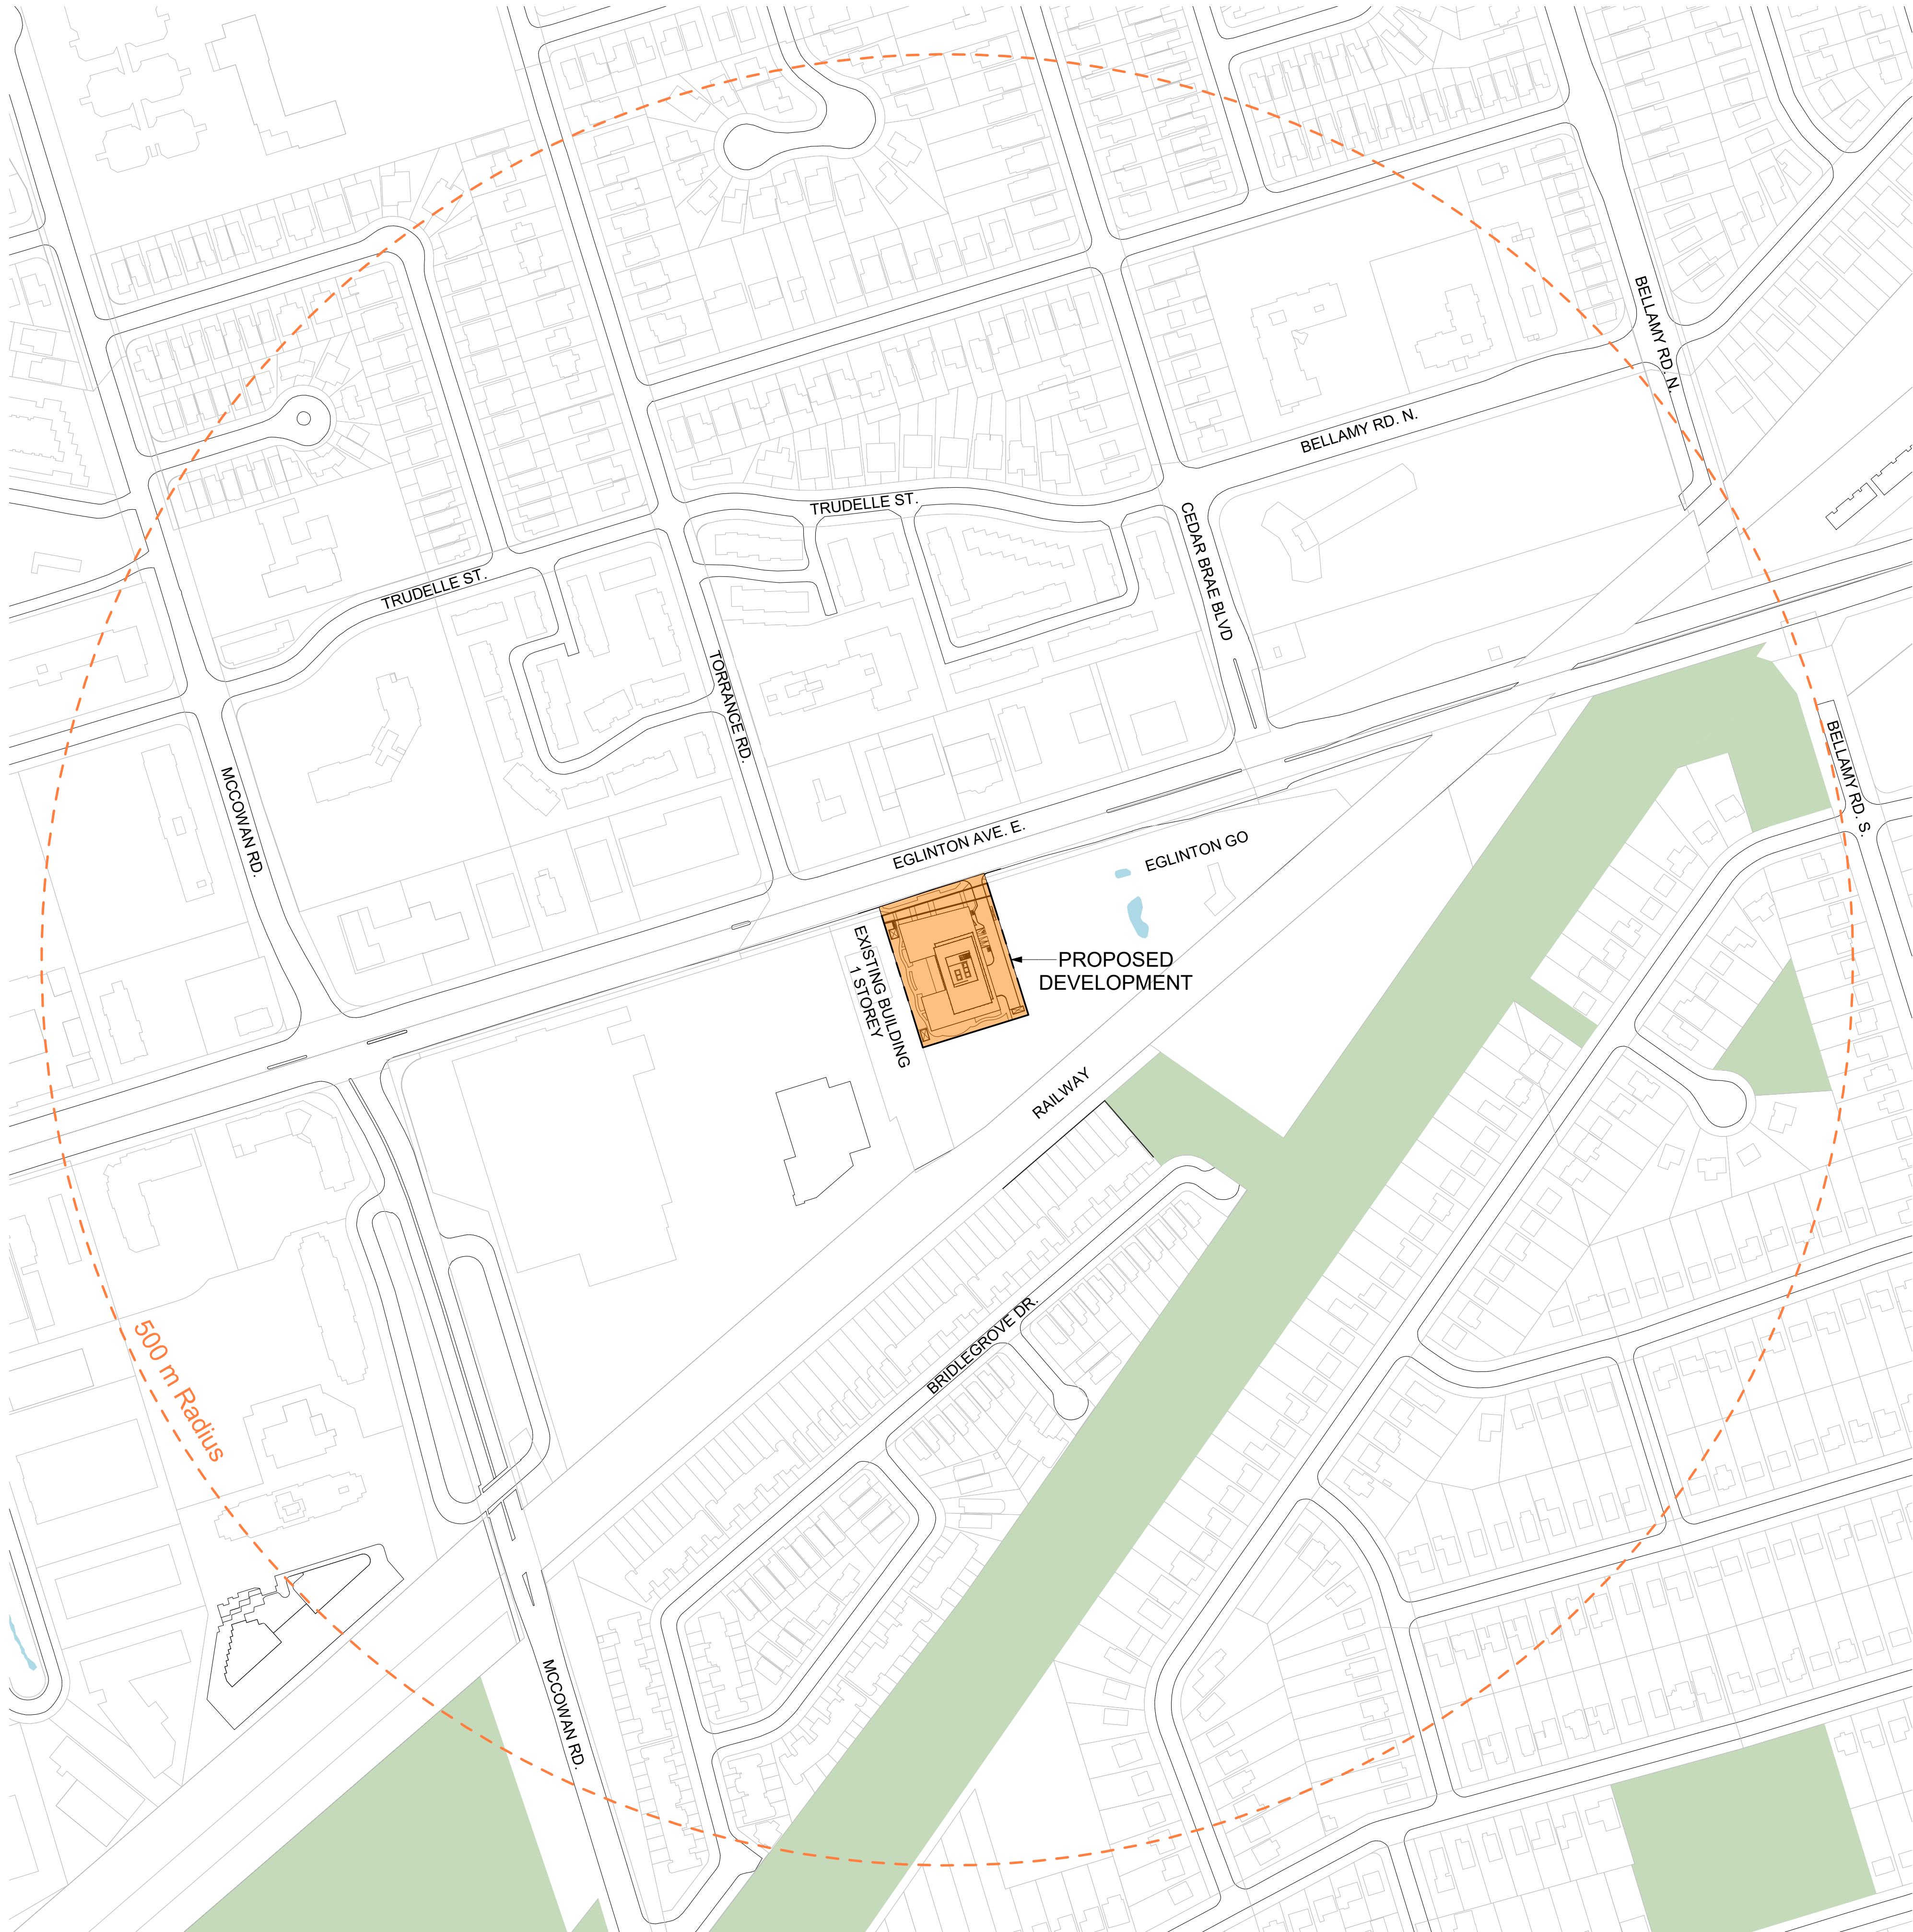 BELLAMY RD. N.
BELLAMY RD. N.
TRUDELLE ST.
CEDAR BRAE BLVD
TRUDELLE ST.
TORRANCE RD.
BELLAMY RD. S.
MCCOWAN RD.
EGLINTON AVE. E.
EGLINTON GO
EXISTING BUILDING
1 STOREY
PROPOSED
DEVELOPMENT
RAILWAY
BRIDLEGROVE DR.
500 m Radius
MCCOWAN RD.